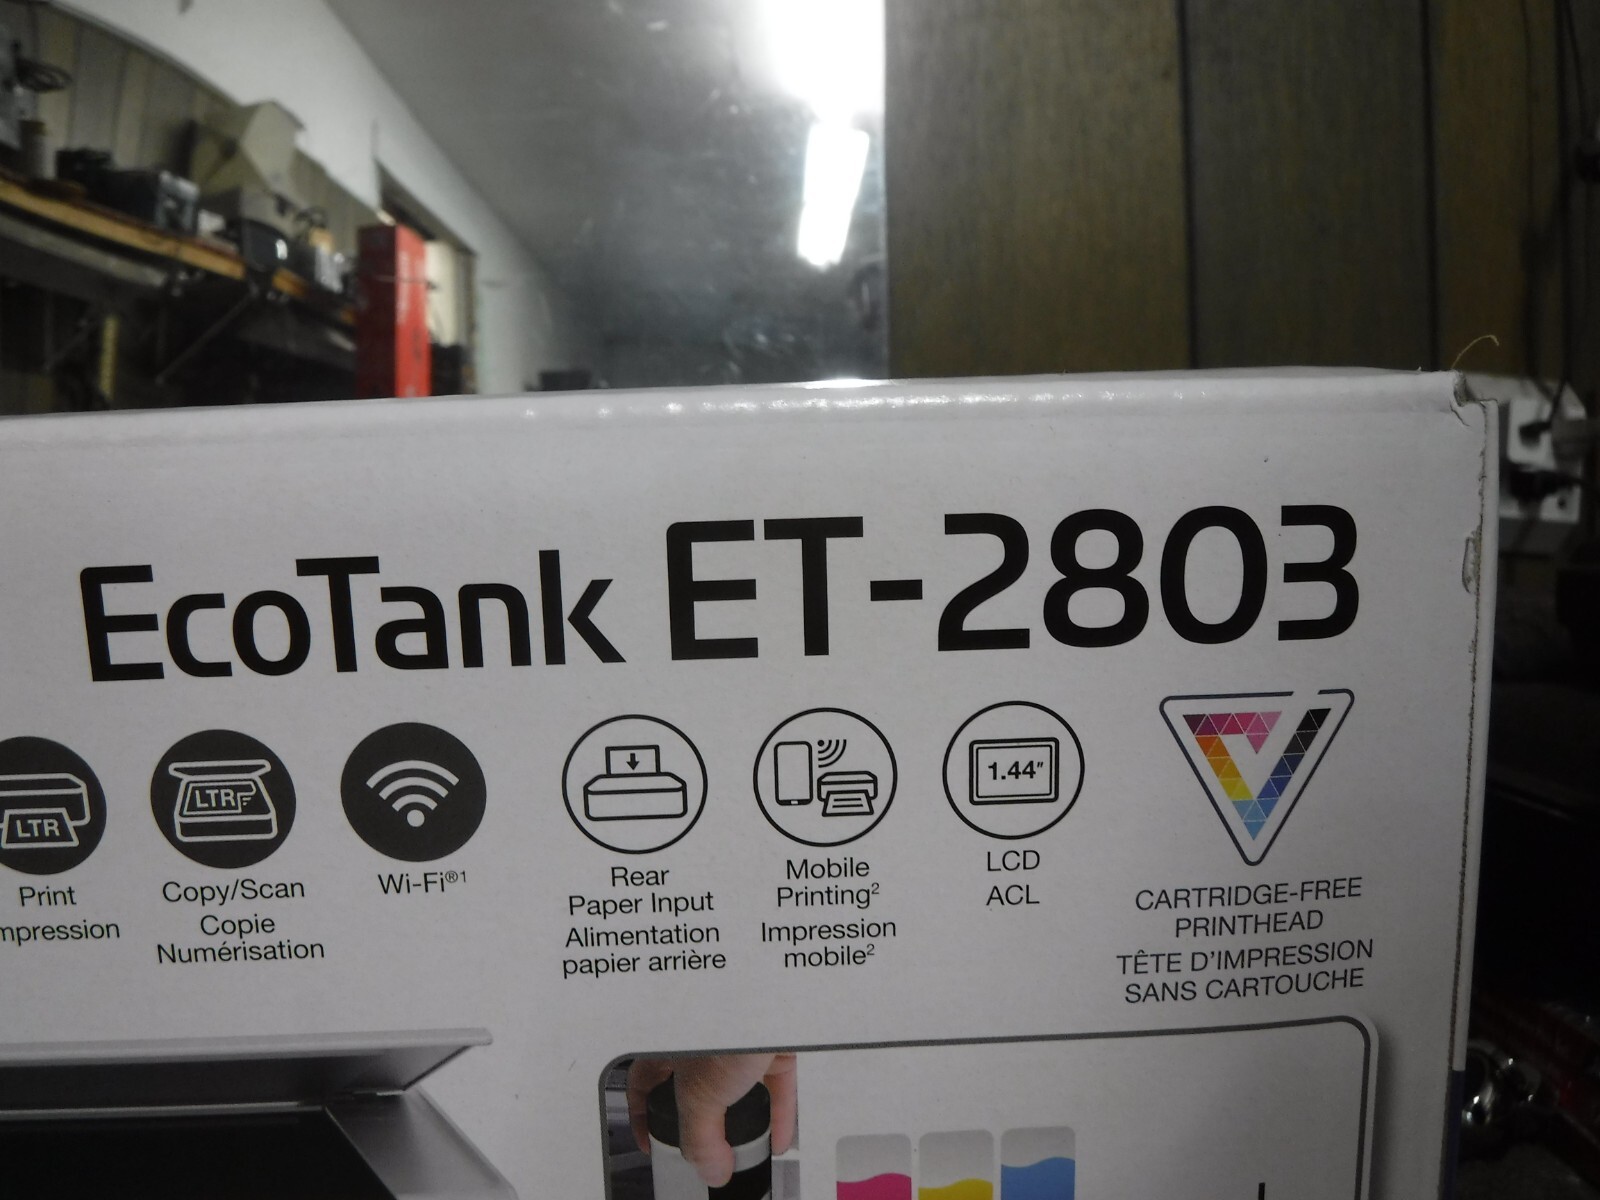 EcoTank ET-2803
LTR
LTR
1.44"
Print
Copy/Scan
Copie
Numérisation
Wi-Fi®1
Rear
Paper Input
Alimentation
papier arrière
Mobile
Printing2
Impression
mobile2
LCD
ACL
CARTRIDGE-FREE
PRINTHEAD
TÊTE D'IMPRESSION
SANS CARTOUCHE